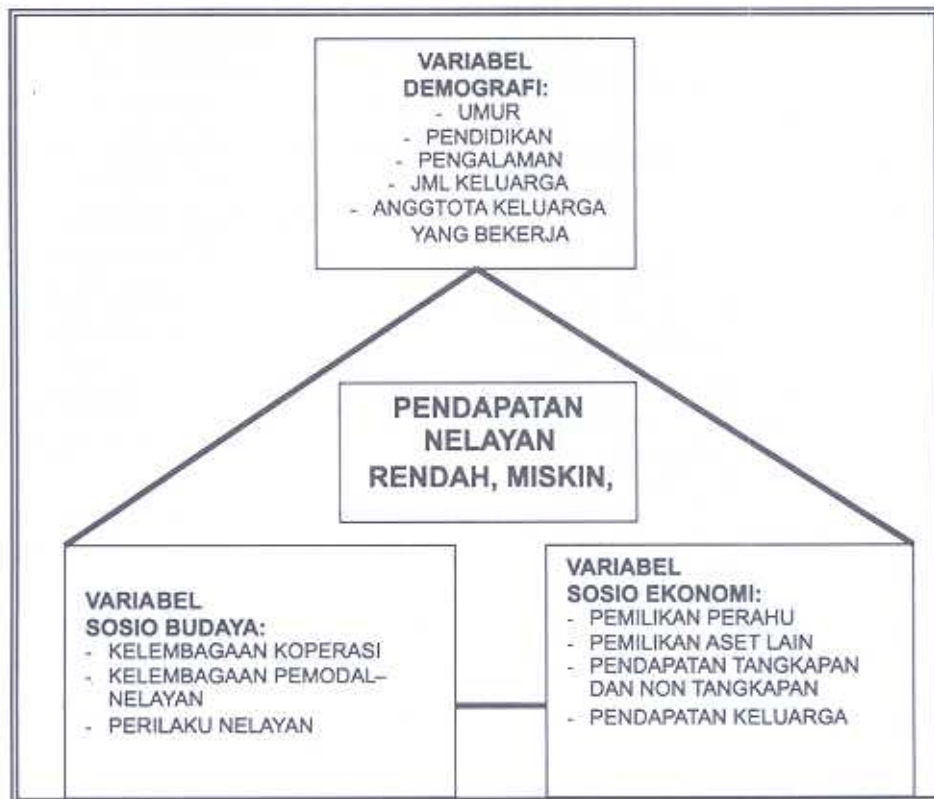 VARIABEL
DEMOGRAFI:
- UMUR
- PENDIDIKAN
- PENGALAMAN
- JML KELUARGA
- ANGGTOTA KELUARGA
YANG BEKERJA
PENDAPATAN
NELAYAN
RENDAH, MISKIN,
VARIABEL
SOSIO BUDAYA:
- KELEMBAGAAN KOPERASI
- KELEMBAGAAN PEMODAL–
NELAYAN
- PERILAKU NELAYAN
VARIABEL
SOSIO EKONOMI:
- PEMILIKAN PERAHU
- PEMILIKAN ASET LAIN
- PENDAPATAN TANGKAPAN
DAN NON TANGKAPAN
- PENDAPATAN KELUARGA